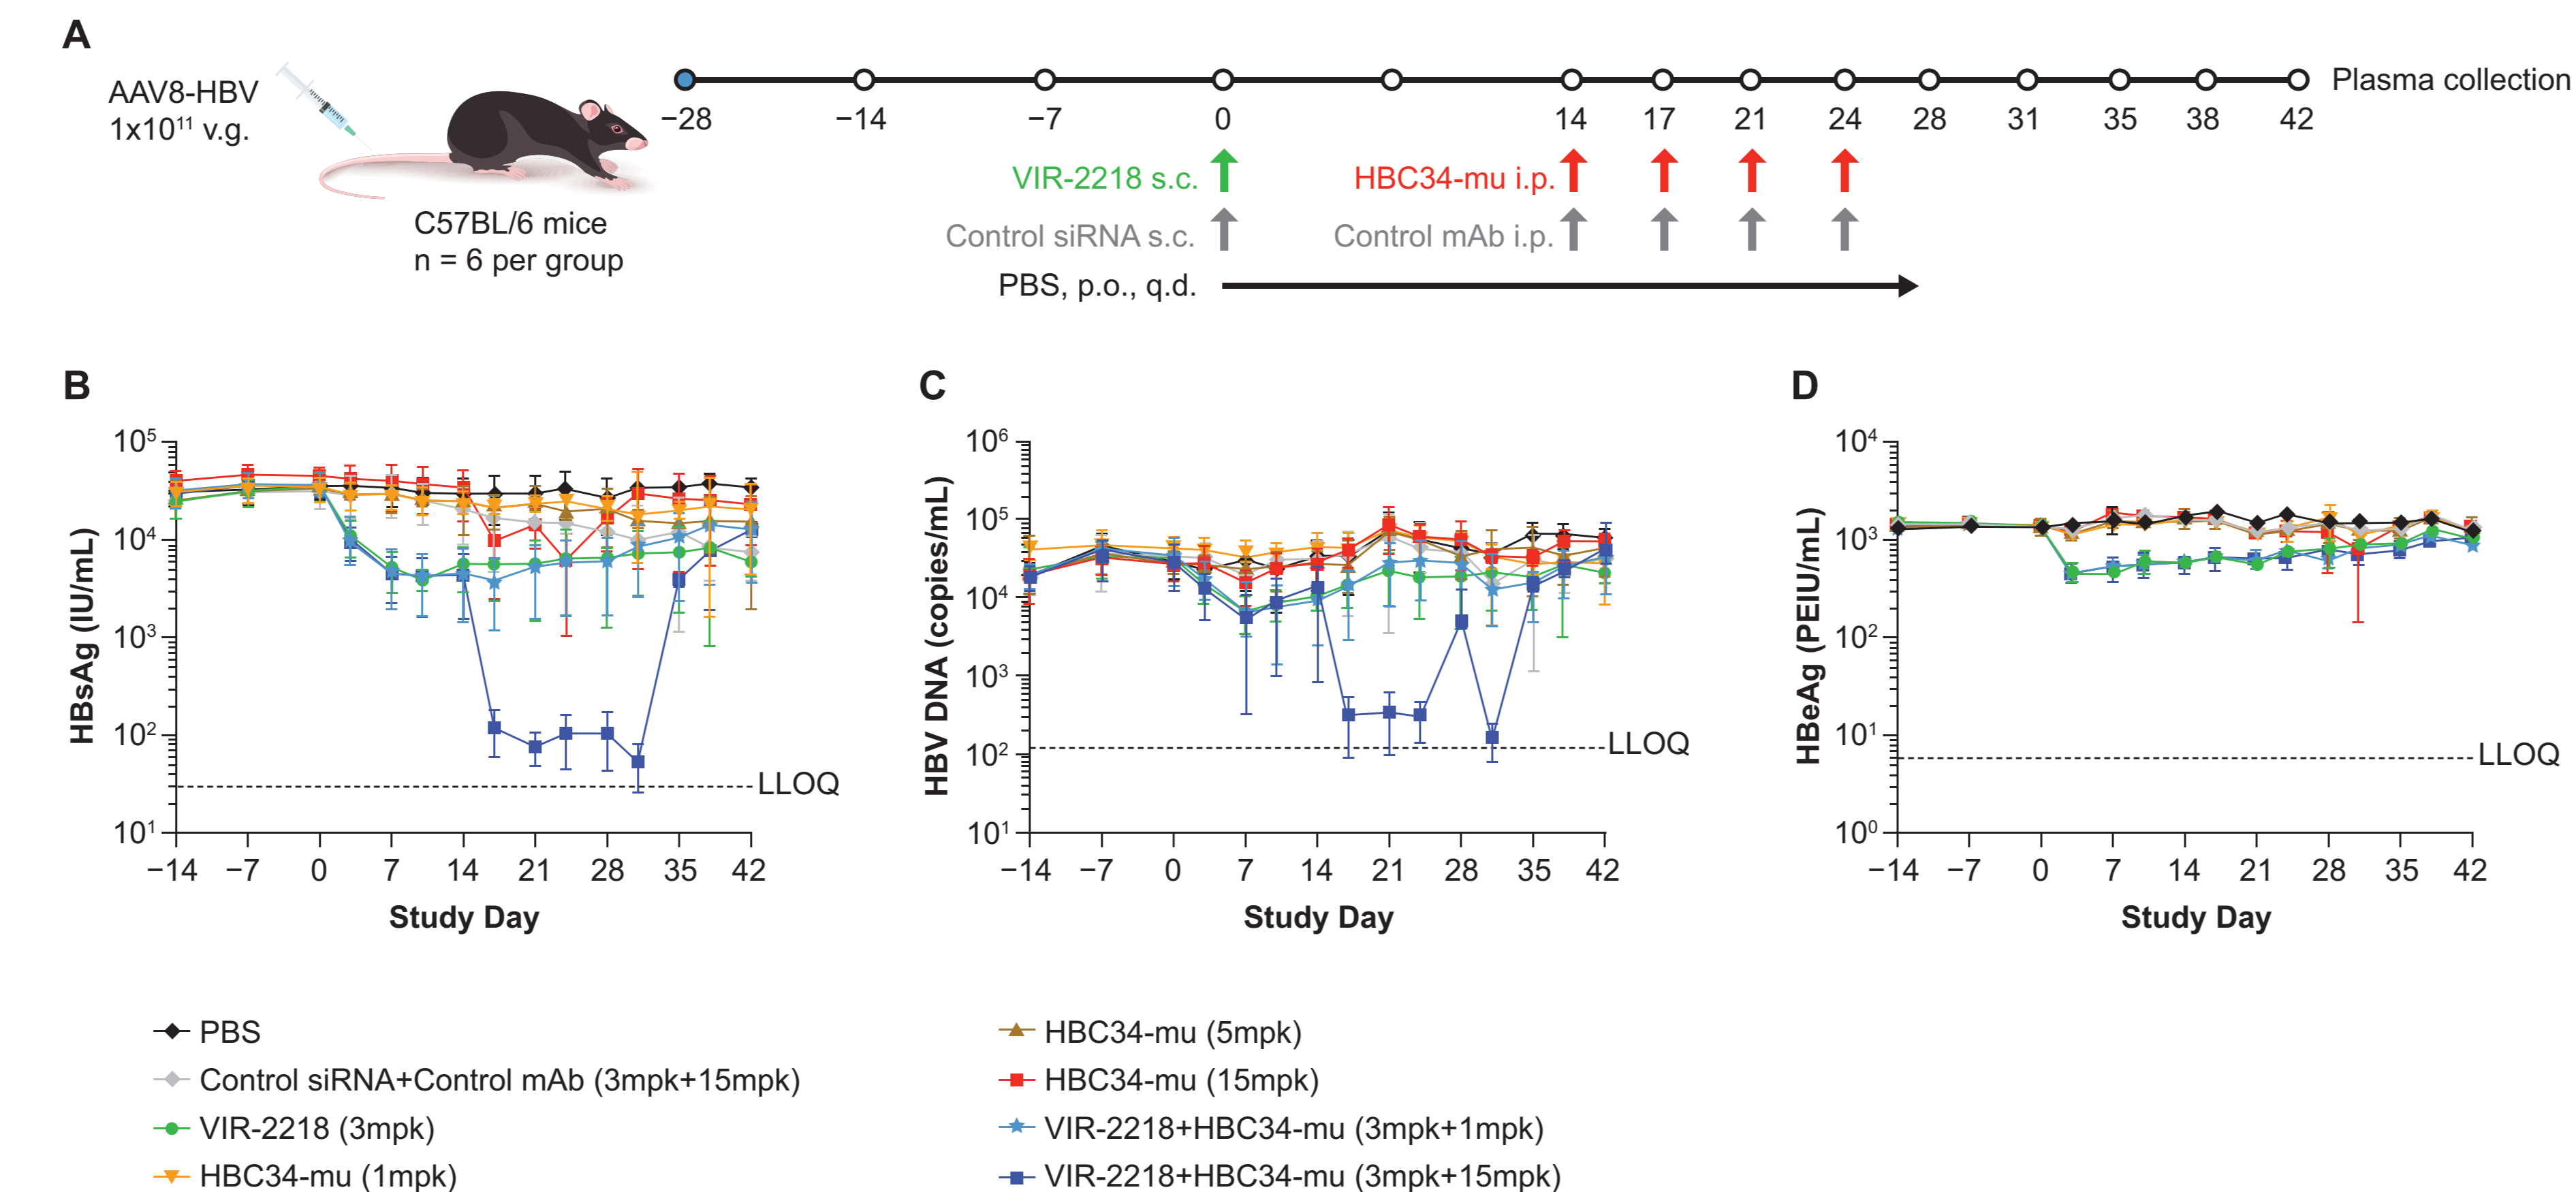 A
AAV8-HBV
1x10¹¹ v.g.
C57BL/6 mice
n = 6 per group
Plasma collection
−28 −14 −7 0 14 17 21 24 28 31 35 38 42
VIR-2218 s.c. HBC34-mu i.p.
Control siRNA s.c. Control mAb i.p.
PBS, p.o., q.d.
B
HBsAg (IU/mL)
10⁵
10⁴
10³
10²
10¹
LLOQ
−14 −7 0 7 14 21 28 35 42
Study Day
C
HBV DNA (copies/mL)
10⁶
10⁵
10⁴
10³
10²
10¹
LLOQ
−14 −7 0 7 14 21 28 35 42
Study Day
D
HBeAg (PEIU/mL)
10⁴
10³
10²
10¹
10⁰
LLOQ
−14 −7 0 7 14 21 28 35 42
Study Day
PBS
Control siRNA+Control mAb (3mpk+15mpk)
VIR-2218 (3mpk)
HBC34-mu (1mpk)
HBC34-mu (5mpk)
HBC34-mu (15mpk)
VIR-2218+HBC34-mu (3mpk+1mpk)
VIR-2218+HBC34-mu (3mpk+15mpk)